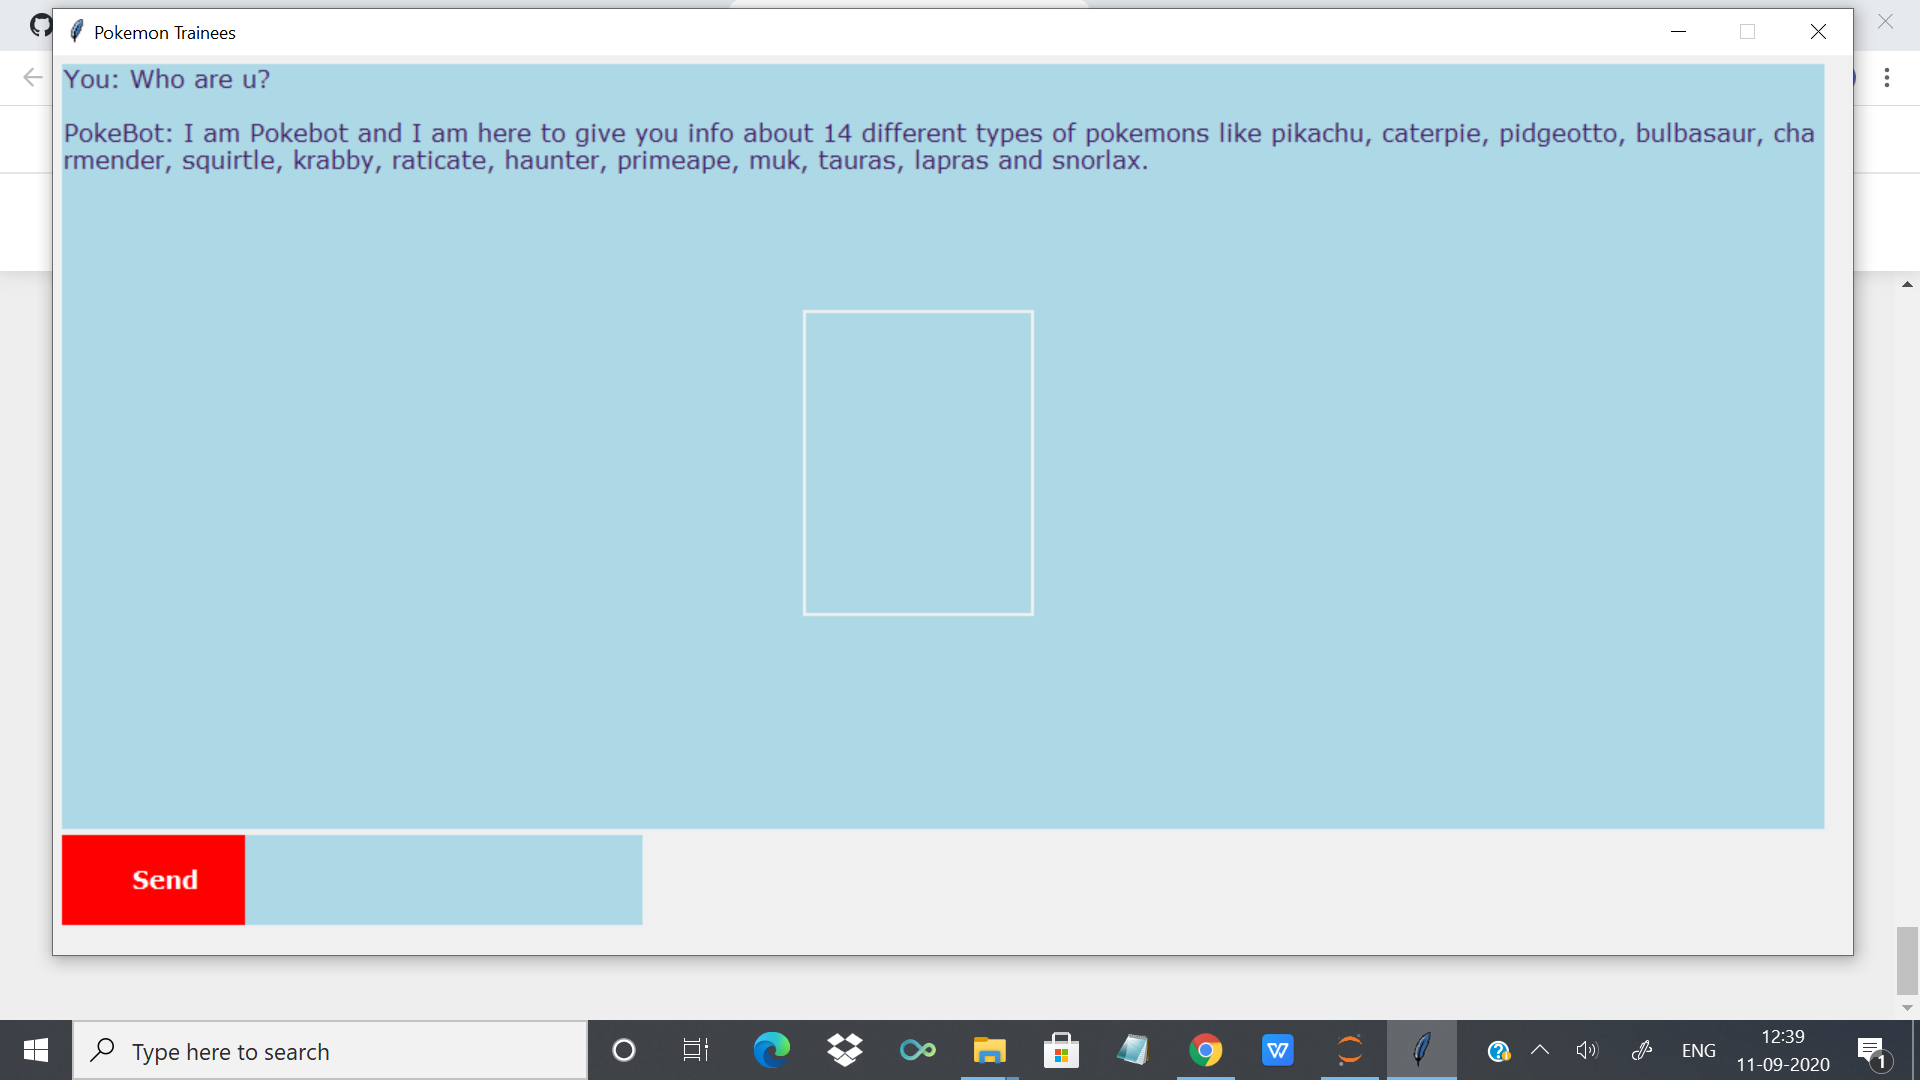 Pokemon Trainees
You: Who are u?
PokeBot: I am Pokebot and I am here to give you info about 14 different types of pokemons like pikachu, caterpie, pidgeotto, bulbasaur, cha
rmender, squirtle, krabby, raticate, haunter, primeape, muk, tauras, lapras and snorlax.
Send
Type here to search
W
ENG
12:39
11-09-2020
1